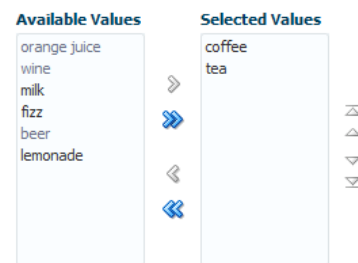 Available Values
orange juice
wine
milk
fizz
beer
lemonade
Selected Values
coffee
tea